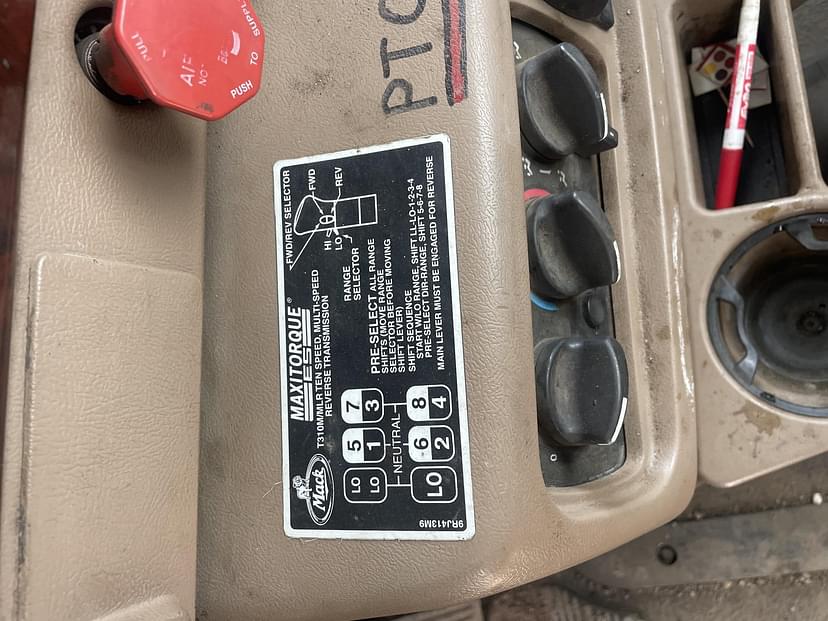 PULL TO SUPPLY
AIR
NOT
PUSH TO
PTO
Mack
MAXITORQUE®
ES
T310M/MLR TEN SPEED, MULTI-SPEED
REVERSE TRANSMISSION
FWD/REV SELECTOR
FWD
REV
HI
LO
RANGE
SELECTOR
PRE-SELECT ALL RANGE
SHIFTS (MOVE RANGE
SELECTOR BEFORE MOVING
SHIFT LEVER)
SHIFT SEQUENCE
START W/LO RANGE, SHIFT LL-LO-1-2-3-4
PRE-SELECT DIR-RANGE, SHIFT 5-6-7-8
MAIN LEVER MUST BE ENGAGED FOR REVERSE
LO 5 7
LO 1 3
NEUTRAL
LO 6 8
2 4
9RJ413M9